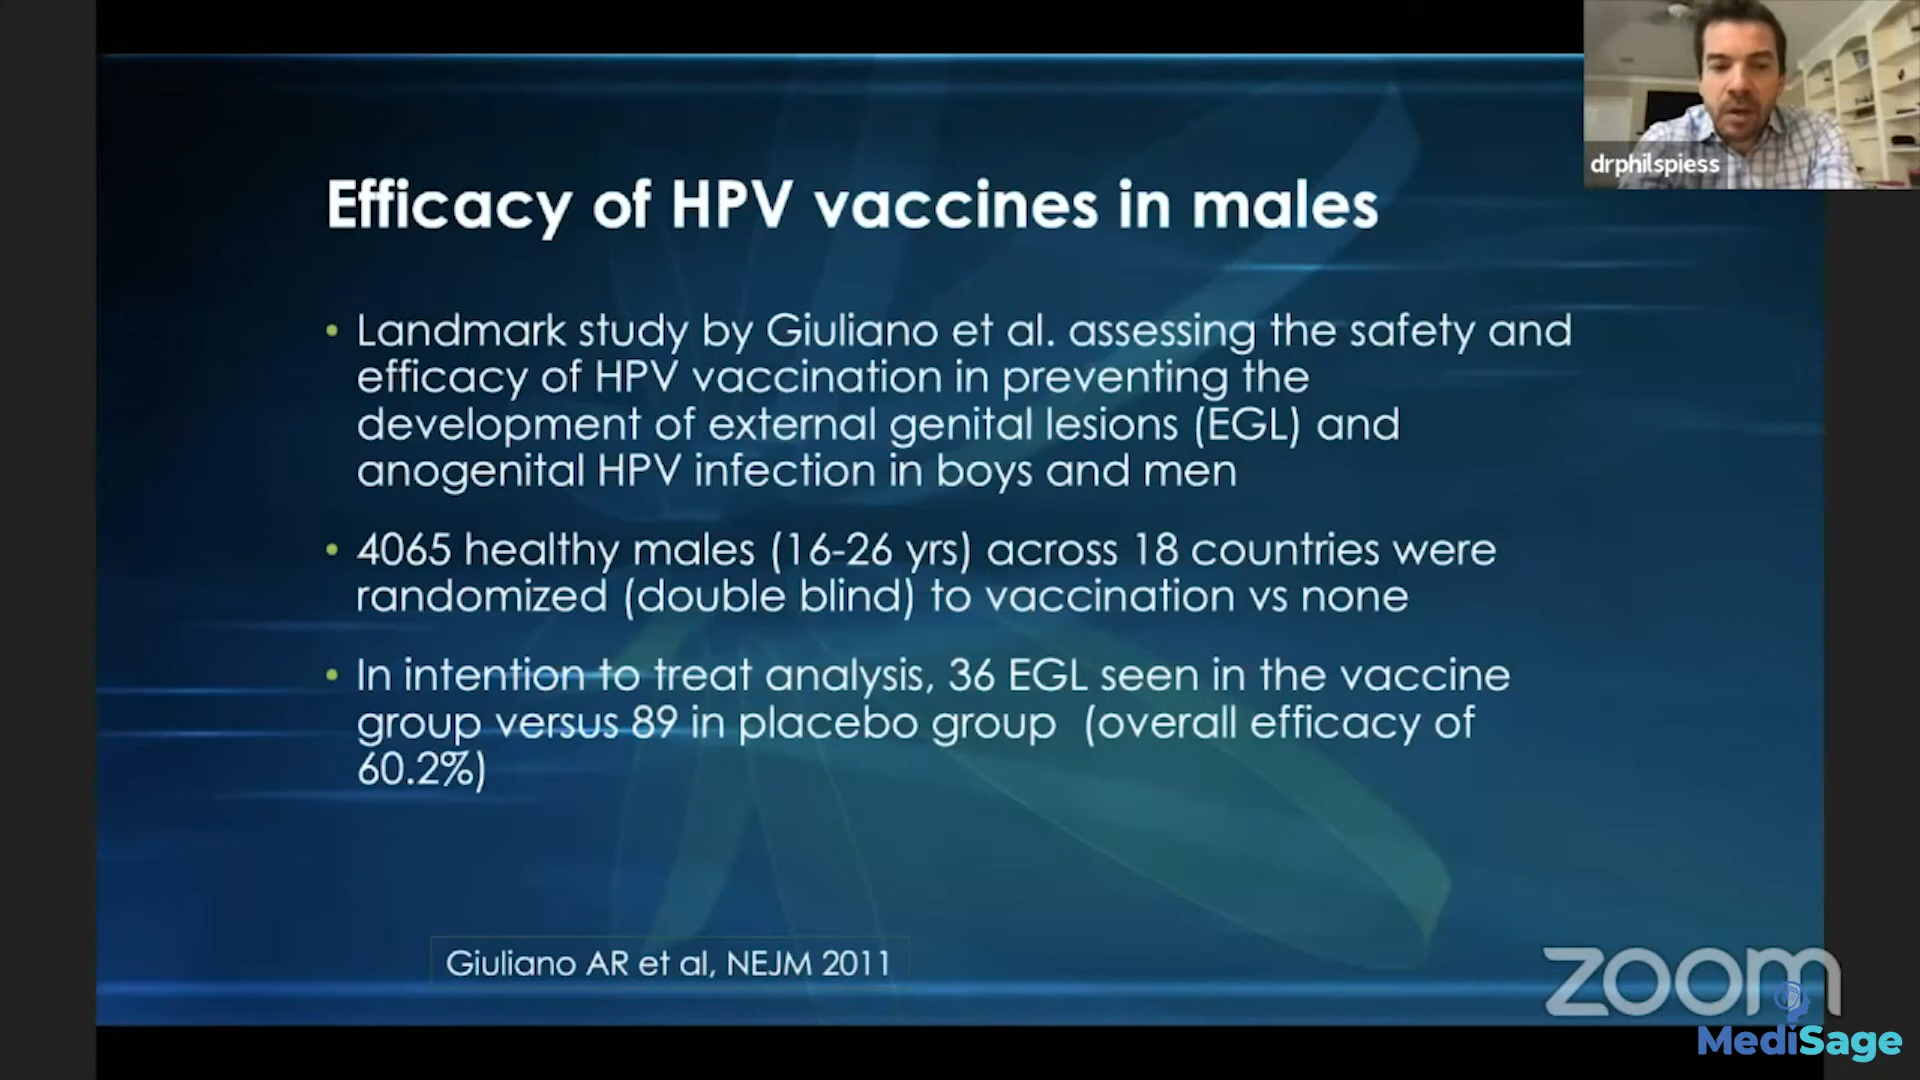 drphilspiess
Efficacy of HPV vaccines in males
• Landmark study by Giuliano et al. assessing the safety and
efficacy of HPV vaccination in preventing the
development of external genital lesions (EGL) and
anogenital HPV infection in boys and men
• 4065 healthy males (16-26 yrs) across 18 countries were
randomized (double blind) to vaccination vs none
• In intention to treat analysis, 36 EGL seen in the vaccine
group versus 89 in placebo group (overall efficacy of
60.2%)
Giuliano AR et al, NEJM 2011
zoom
MediSage